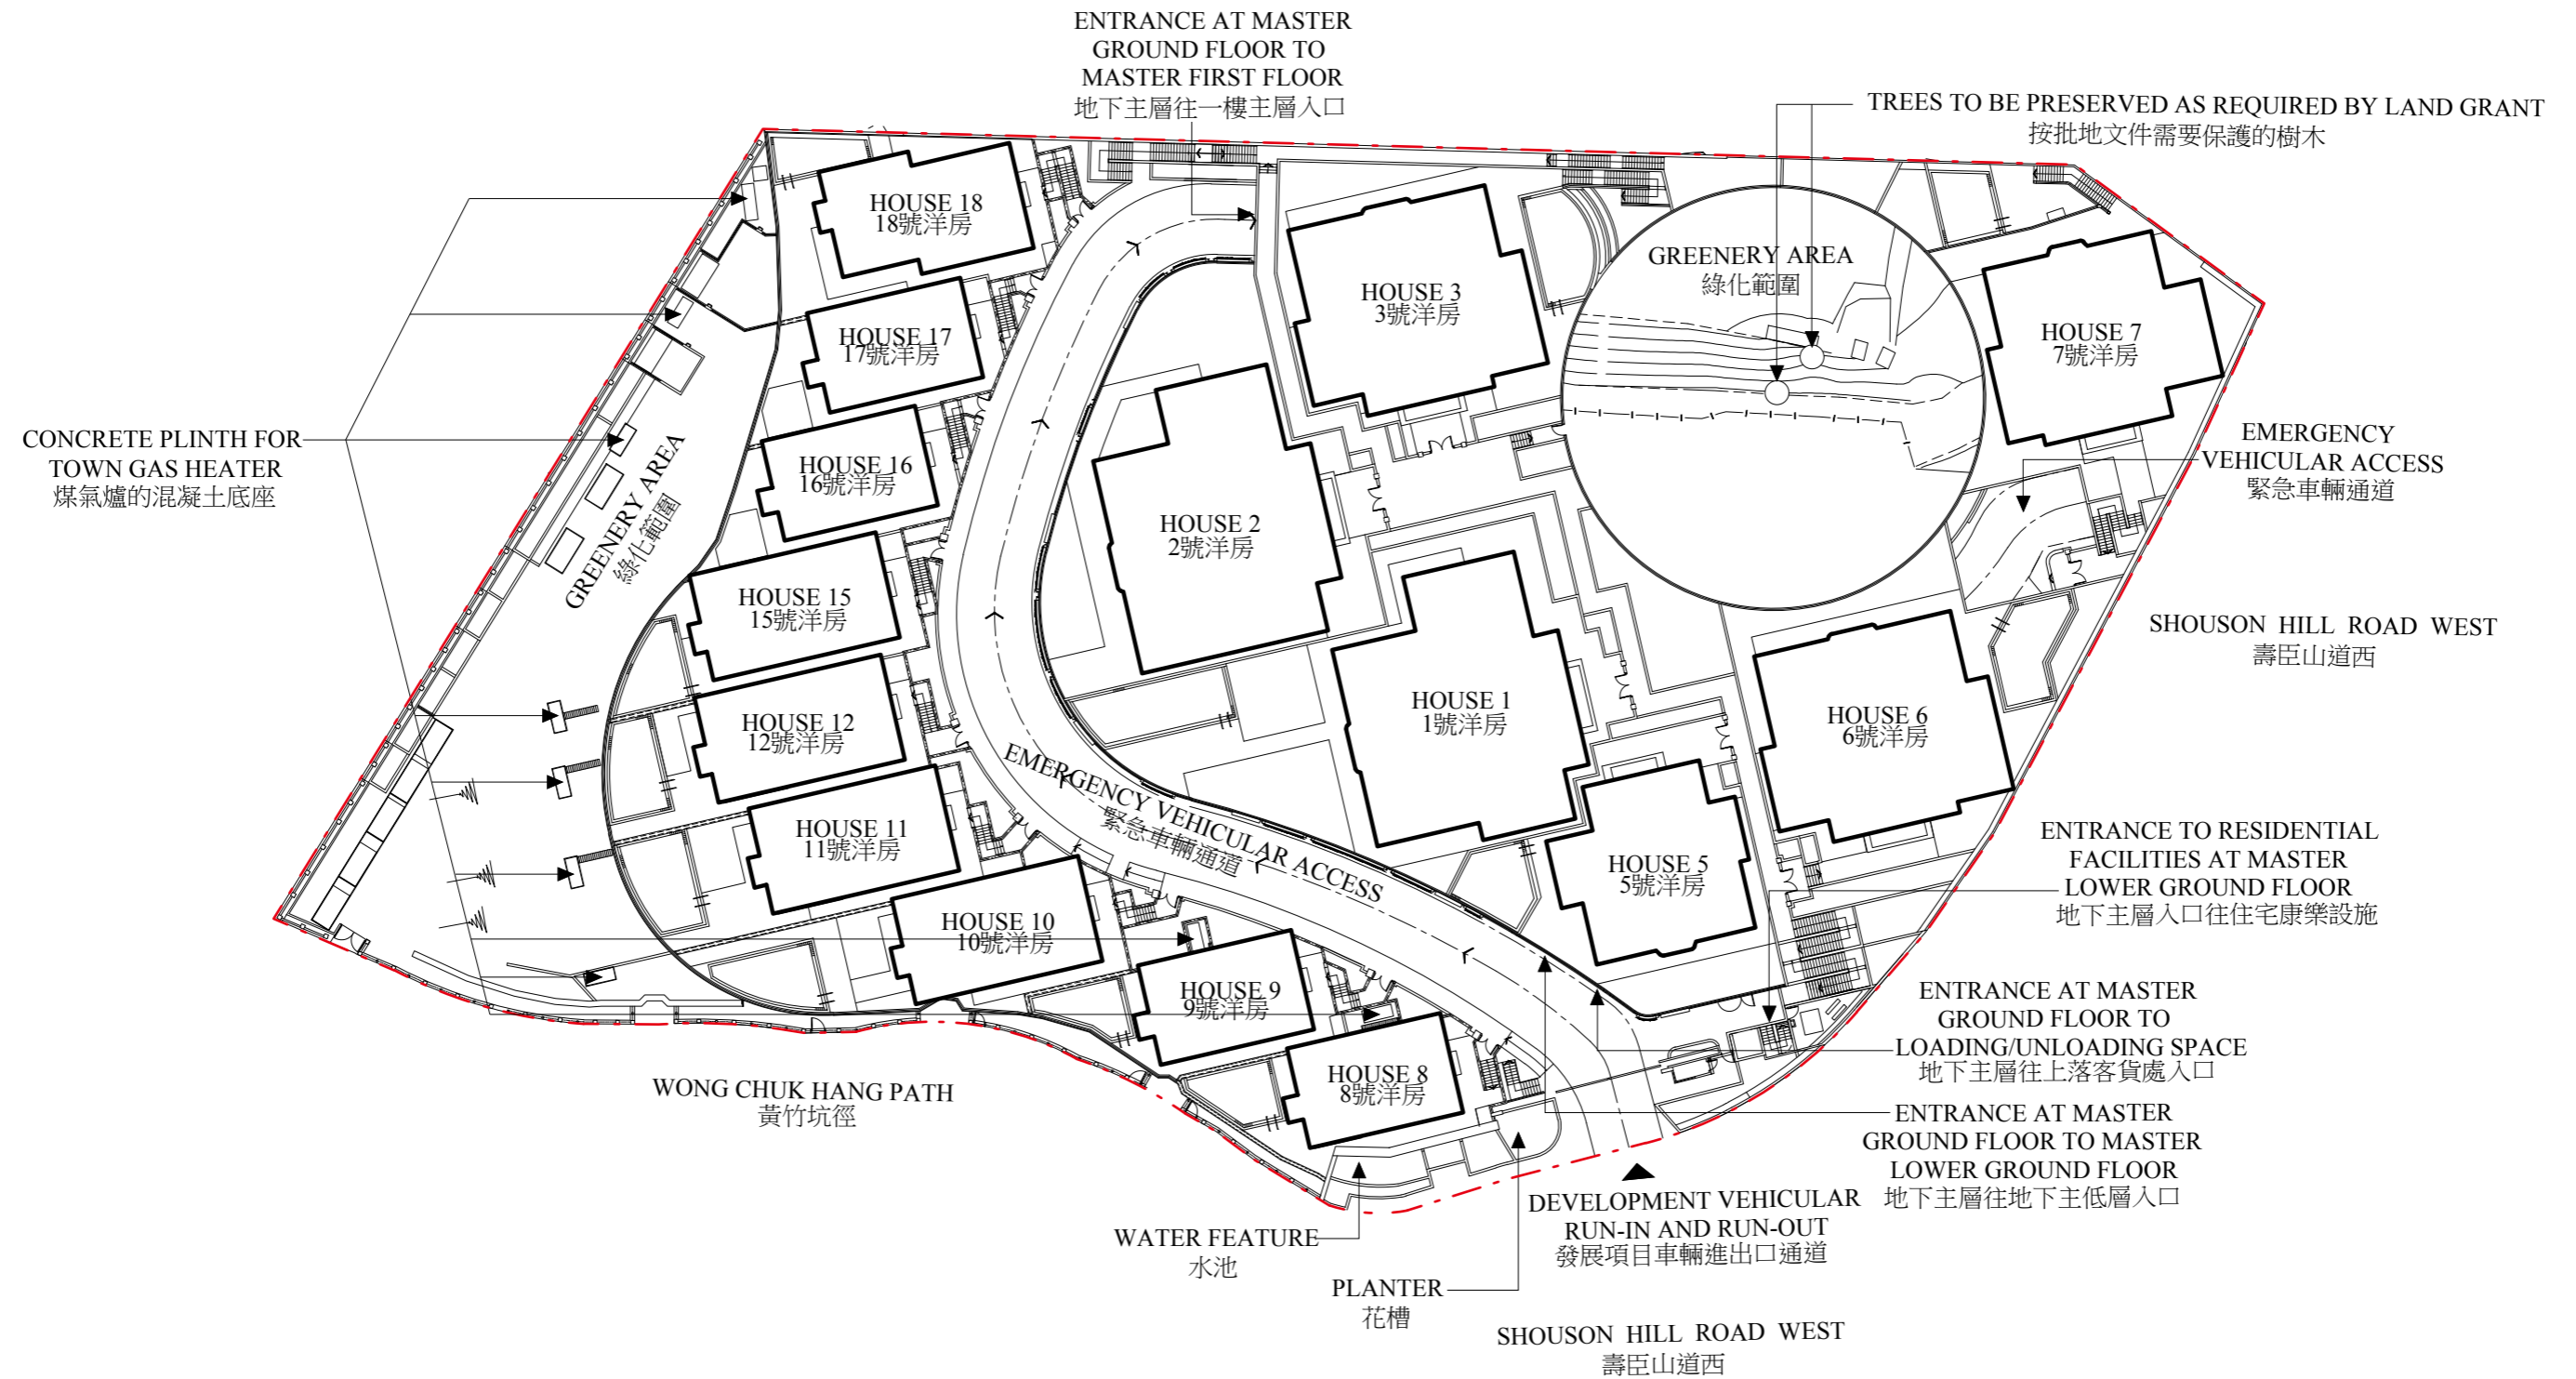 ENTRANCE AT MASTER
GROUND FLOOR TO
MASTER FIRST FLOOR
地下主層往一樓主層入口
TREES TO BE PRESERVED AS REQUIRED BY LAND GRANT
按批地文件需要保護的樹木
HOUSE 18
18號洋房
HOUSE 3
3號洋房
GREENERY AREA
綠化範圍
HOUSE 7
7號洋房
HOUSE 17
17號洋房
CONCRETE PLINTH FOR
TOWN GAS HEATER
煤氣爐的混凝土底座
GREENERY AREA
綠化範圍
HOUSE 16
16號洋房
HOUSE 2
2號洋房
EMERGENCY
VEHICULAR ACCESS
緊急車輛通道
HOUSE 15
15號洋房
SHOUSON HILL ROAD WEST
壽臣山道西
HOUSE 12
12號洋房
HOUSE 1
1號洋房
HOUSE 6
6號洋房
EMERGENCY VEHICULAR ACCESS
緊急車輛通道
HOUSE 11
11號洋房
HOUSE 5
5號洋房
ENTRANCE TO RESIDENTIAL
FACILITIES AT MASTER
LOWER GROUND FLOOR
地下主層入口往住宅康樂設施
HOUSE 10
10號洋房
HOUSE 9
9號洋房
ENTRANCE AT MASTER
GROUND FLOOR TO
LOADING/UNLOADING SPACE
地下主層往上落客貨處入口
HOUSE 8
8號洋房
WONG CHUK HANG PATH
黃竹坑徑
ENTRANCE AT MASTER
GROUND FLOOR TO MASTER
LOWER GROUND FLOOR
地下主層往地下主低層入口
DEVELOPMENT VEHICULAR
RUN-IN AND RUN-OUT
發展項目車輛進出口通道
WATER FEATURE
水池
PLANTER
花槽
SHOUSON HILL ROAD WEST
壽臣山道西